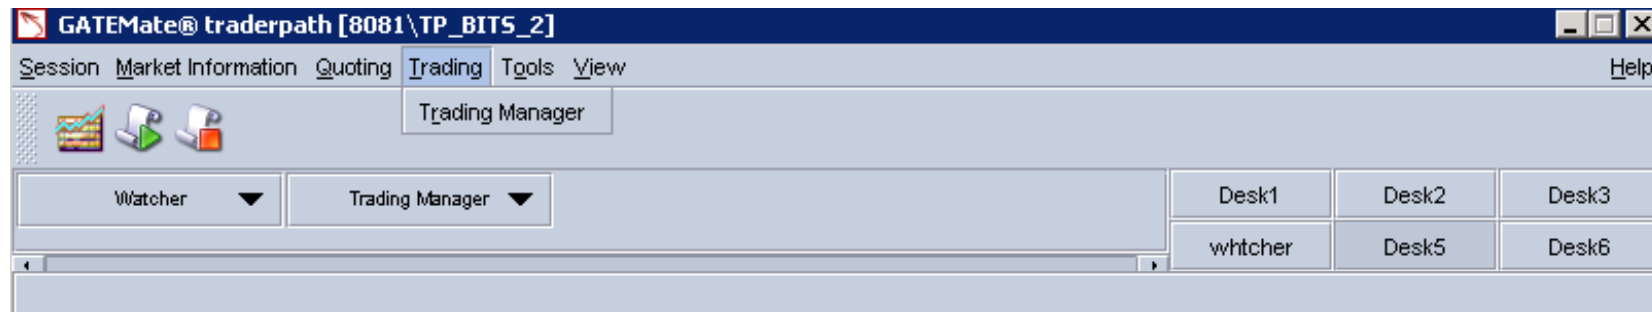 GATEMate® traderpath [8081\TP_BITS_2]
Session Market Information Quoting Trading Tools View Help
Trading Manager
Watcher Trading Manager Desk1 Desk2 Desk3
whtcher Desk5 Desk6